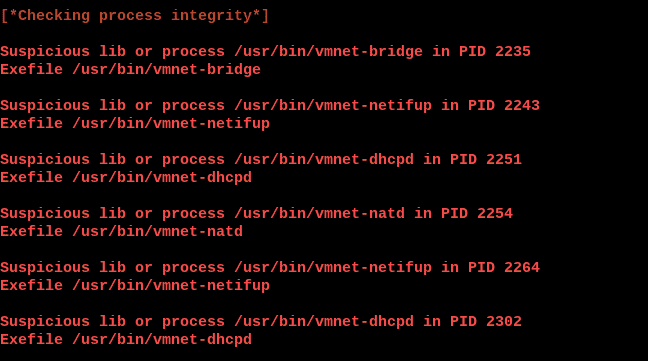 [*Checking process integrity*]
Suspicious lib or process /usr/bin/vmnet-bridge in PID 2235
Exefile /usr/bin/vmnet-bridge
Suspicious lib or process /usr/bin/vmnet-netifup in PID 2243
Exefile /usr/bin/vmnet-netifup
Suspicious lib or process /usr/bin/vmnet-dhcpd in PID 2251
Exefile /usr/bin/vmnet-dhcpd
Suspicious lib or process /usr/bin/vmnet-natd in PID 2254
Exefile /usr/bin/vmnet-natd
Suspicious lib or process /usr/bin/vmnet-netifup in PID 2264
Exefile /usr/bin/vmnet-netifup
Suspicious lib or process /usr/bin/vmnet-dhcpd in PID 2302
Exefile /usr/bin/vmnet-dhcpd